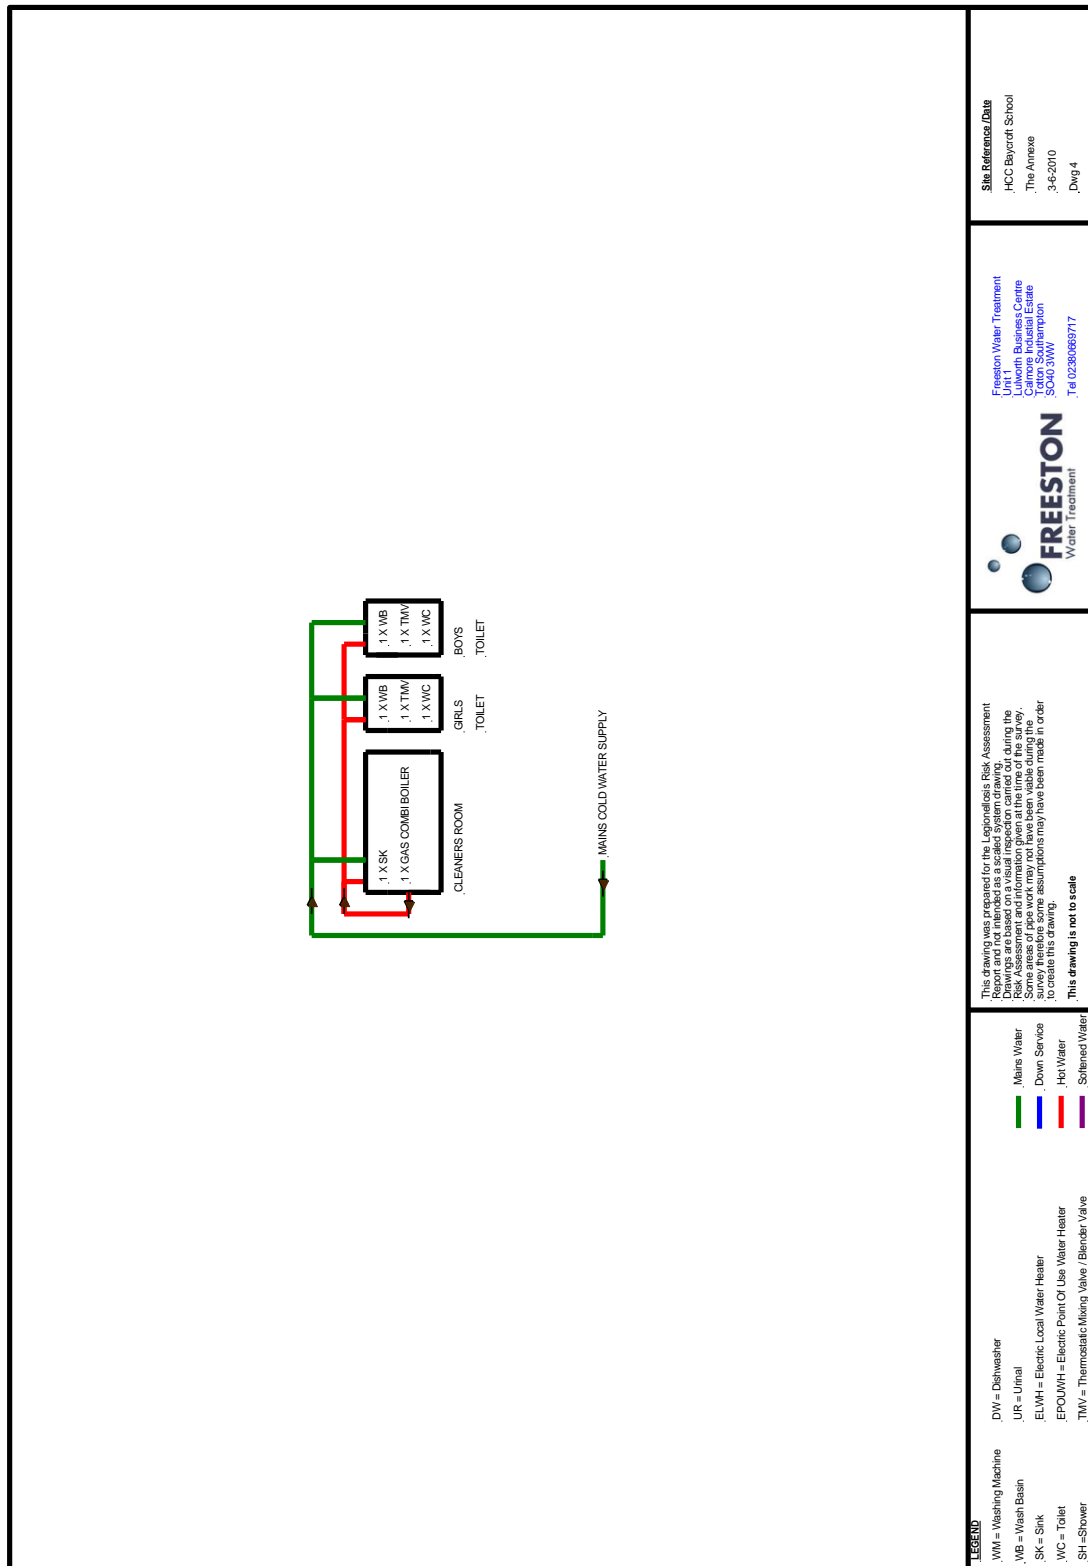 1 X SK
1 X GAS COMBI BOILER
CLEANERS ROOM
1 X WB
1 X TMV
1 X WC
GIRLS
TOILET
1 X WB
1 X TMV
1 X WC
BOYS
TOILET
MAINS COLD WATER SUPPLY
LEGEND
WM = Washing Machine
WB = Wash Basin
SK = Sink
WC = Toilet
SH =Shower
DW = Dishwasher
UR = Urinal
ELWH = Electric Local Water Heater
EPOUWH = Electric Point Of Use Water Heater
TMV = Thermostatic Mixing Valve / Blender Valve
Mains Water
Down Service
Hot Water
Softened Water
This drawing was prepared for the Legionellosis Risk Assessment
Report and not intended as a scaled system drawing.
Drawings are based on a visual inspection carried out during the
Risk Assessment and information given at the time of the survey.
Some areas of pipe work may not have been viable during the
survey therefore some assumptions may have been made in order
to create this drawing.
This drawing is not to scale
FREESTON
Water Treatment
Freeston Water Treatment
Unit 1
Lulworth Business Centre
Calmore Industial Estate
Totton Southampton
SO40 3WW
Tel 02380669717
Site Reference /Date
HCC Baycroft School
The Annexe
3-6-2010
Dwg 4